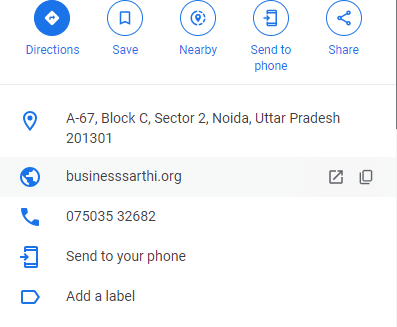 Directions
Save
Nearby
Send to
phone
Share
A-67, Block C, Sector 2, Noida, Uttar Pradesh
201301
businesssarthi.org
075035 32682
Send to your phone
Add a label